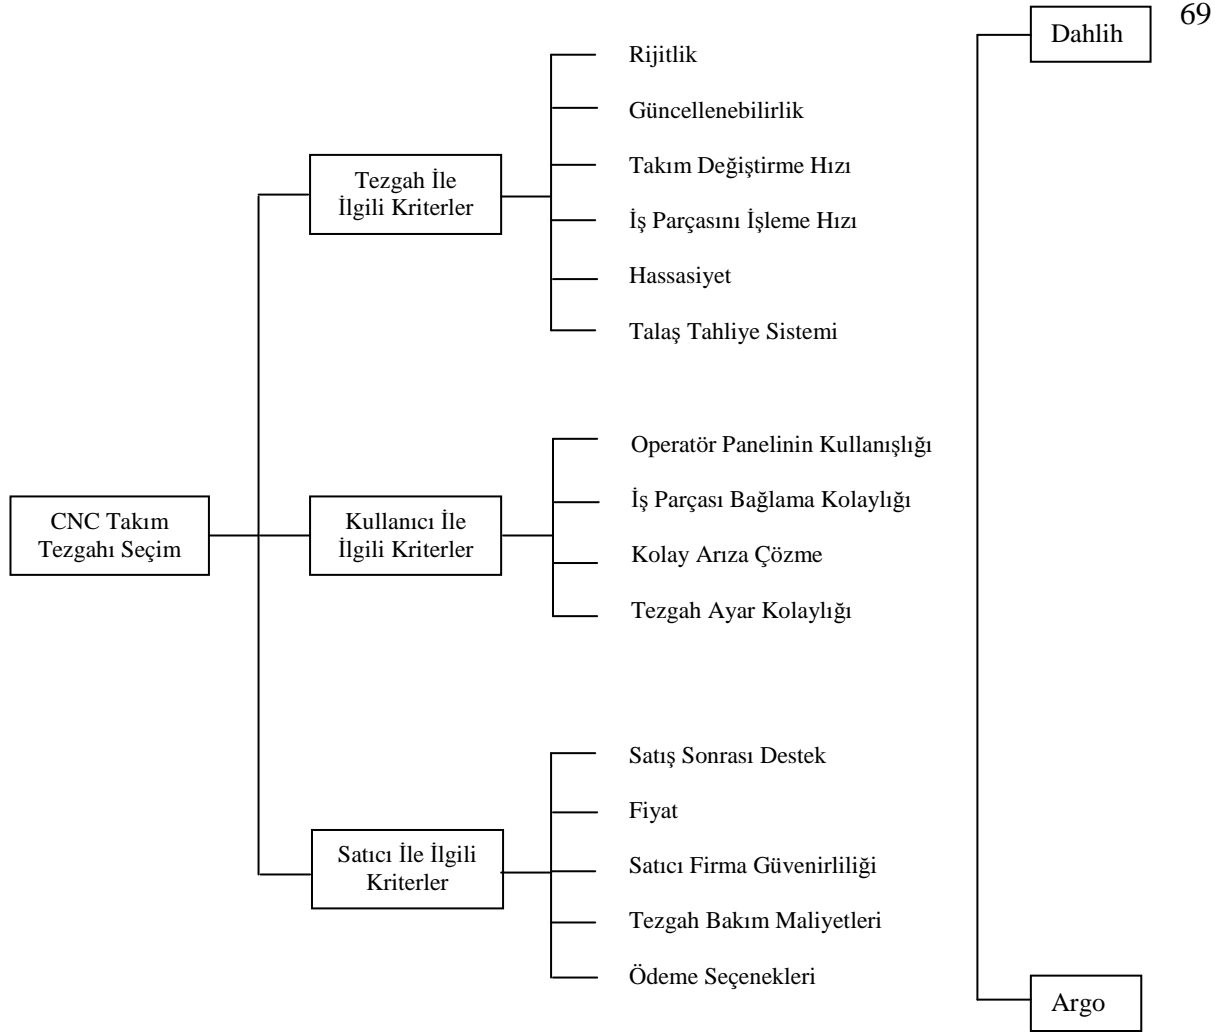 69
Dahlih
Rijitlik
Güncellenebilirlik
Takım Değiştirme Hızı
İş Parçasını İşleme Hızı
Hassasiyet
Talaş Tahliye Sistemi
Tezgah İle
İlgili Kriterler
Operatör Panelinin Kullanışlığı
İş Parçası Bağlama Kolaylığı
Kolay Arıza Çözme
Tezgah Ayar Kolaylığı
CNC Takım
Tezgahı Seçim
Kullanıcı İle
İlgili Kriterler
Satış Sonrası Destek
Fiyat
Satıcı Firma Güvenirliliği
Tezgah Bakım Maliyetleri
Ödeme Seçenekleri
Satıcı İle İlgili
Kriterler
Argo